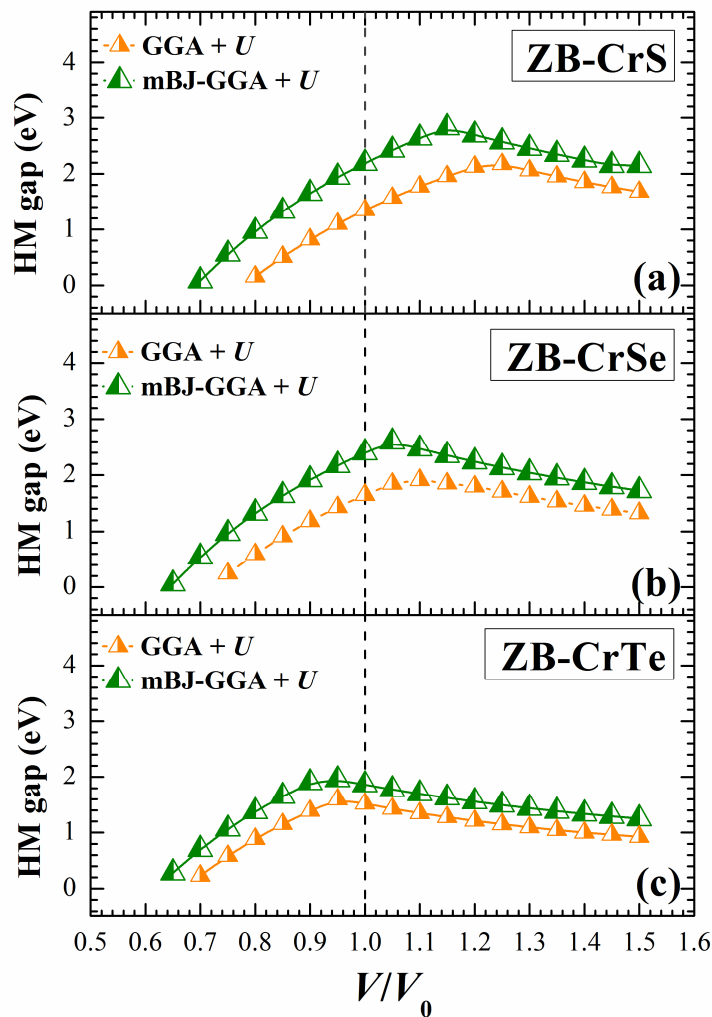 GGA + U
mBJ-GGA + U
ZB-CrS
4
3
2
1
0
HM gap (eV)
(a)
GGA + U
mBJ-GGA + U
ZB-CrSe
4
3
2
1
0
HM gap (eV)
(b)
GGA + U
mBJ-GGA + U
ZB-CrTe
4
3
2
1
0
HM gap (eV)
(c)
0.5 0.6 0.7 0.8 0.9 1.0 1.1 1.2 1.3 1.4 1.5 1.6
V/V0